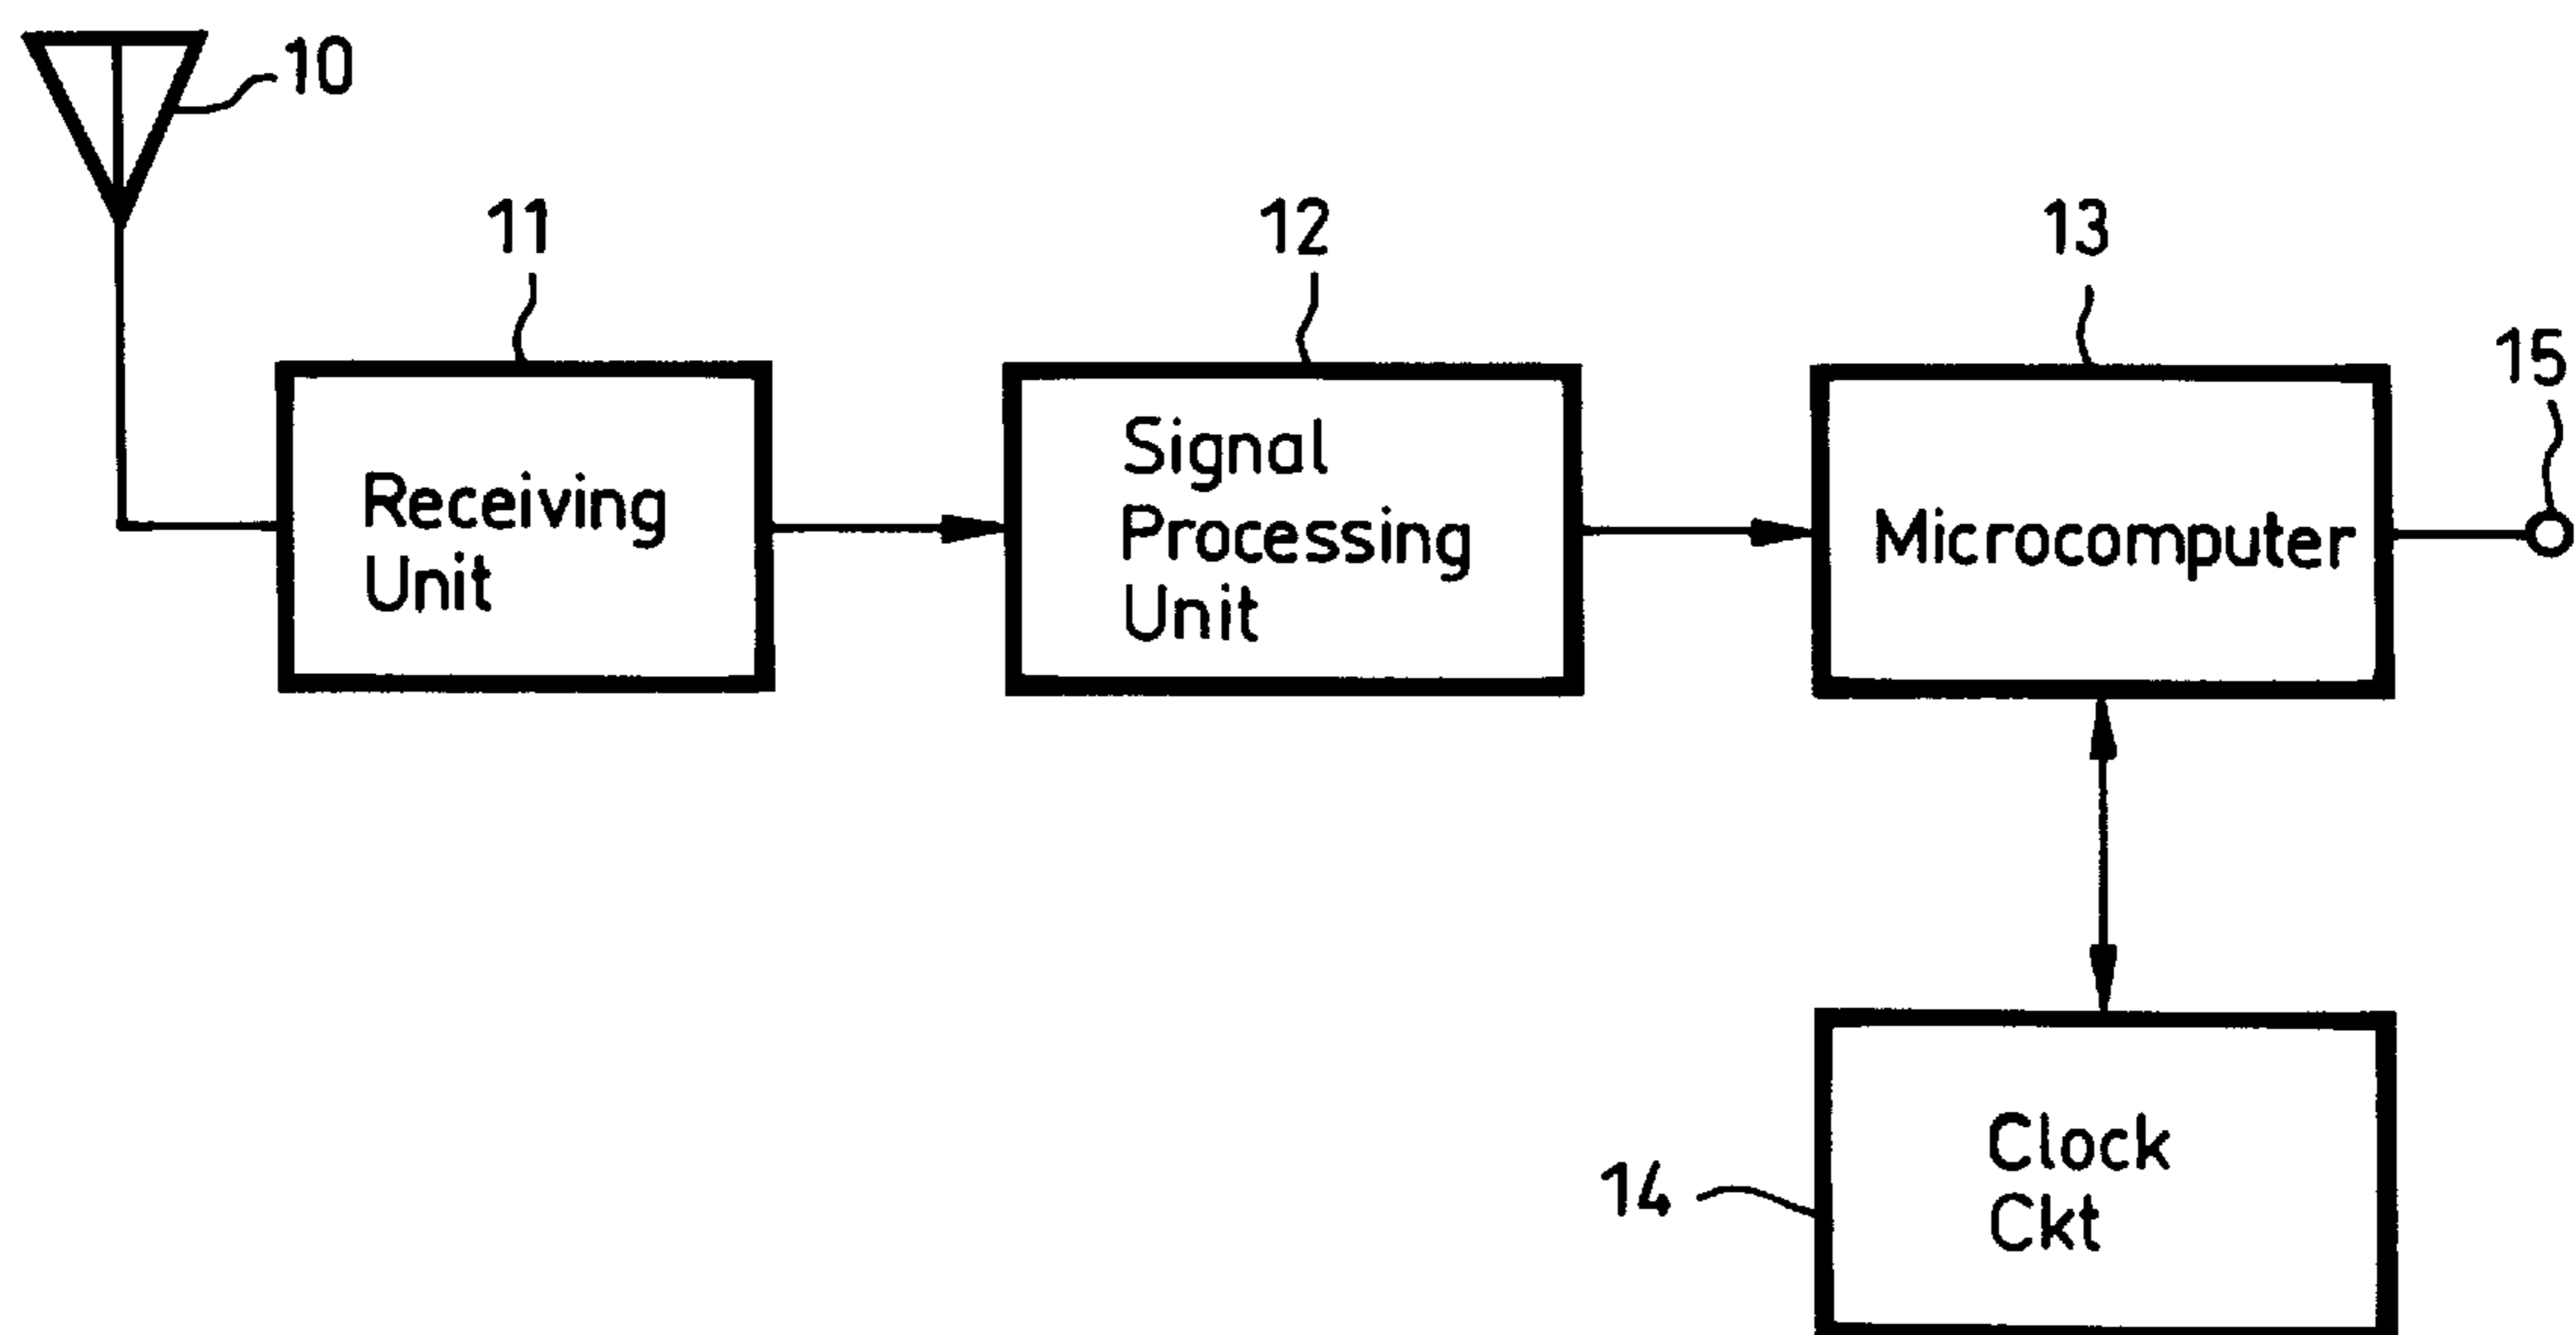 10
11
12
13
15
Receiving
Unit
Signal
Processing
Unit
Microcomputer
14
Clock
Ckt